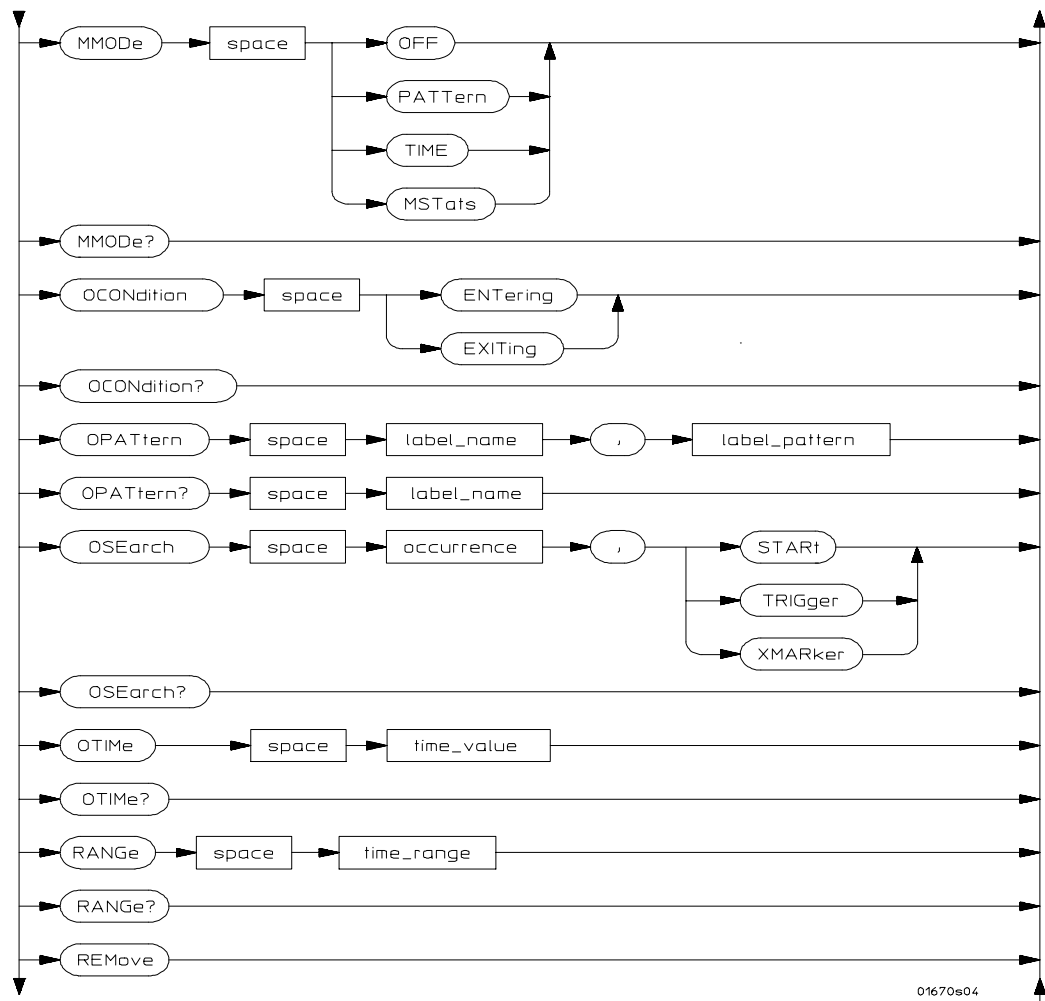 MMODe space OFF
PATTern
TIME
MSTats
MMODe?
OCONdition space ENTering
EXITing
OCONdition?
OPATtern space label_name , label_pattern
OPATtern? space label_name
OSEarch space occurrence , STARt
TRIGger
XMARker
OSEarch?
OTIMe space time_value
OTIMe?
RANGe space time_range
RANGe?
REMove
01670s04